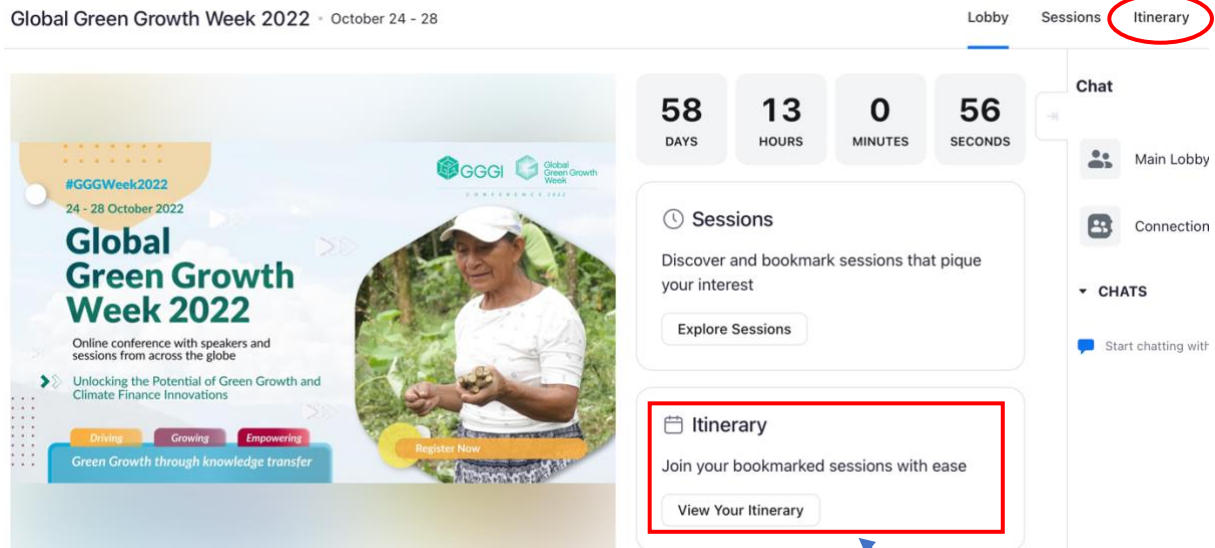 Global Green Growth Week 2022 · October 24 - 28
Lobby
Sessions
Itinerary
#GGGWeek2022
24 - 28 October 2022
Global
Green Growth
Week 2022
Online conference with speakers and
sessions from across the globe
Unlocking the Potential of Green Growth and
Climate Finance Innovations
Driving
Growing
Empowering
Green Growth through knowledge transfer
GGGI
Global
Green Growth
Week
CONFERENCE 2022
Register Now
58
DAYS
13
HOURS
0
MINUTES
56
SECONDS
Sessions
Discover and bookmark sessions that pique
your interest
Explore Sessions
Itinerary
Join your bookmarked sessions with ease
View Your Itinerary
Chat
Main Lobby
Connection
CHATS
Start chatting with